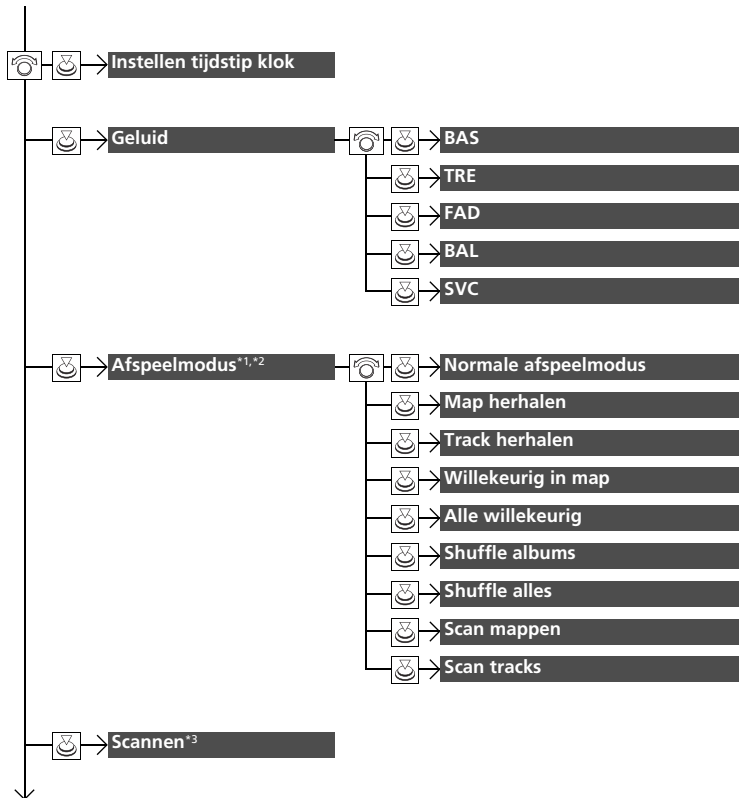 Instellen tijdstip klok
Geluid
BAS
TRE
FAD
BAL
SVC
Afspeelmodus*1,*2
Normale afspeelmodus
Map herhalen
Track herhalen
Willekeurig in map
Alle willekeurig
Shuffle albums
Shuffle alles
Scan mappen
Scan tracks
Scannen*3